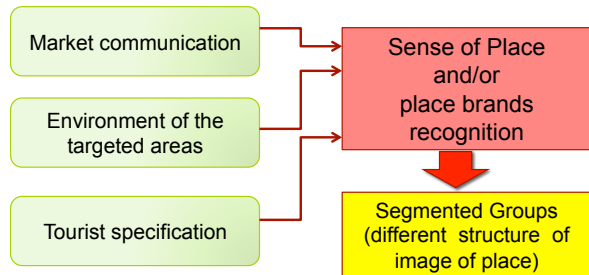 Market communication
Environment of the
targeted areas
Tourist specification
Sense of Place
and/or
place brands
recognition
Segmented Groups
(different structure of
image of place)